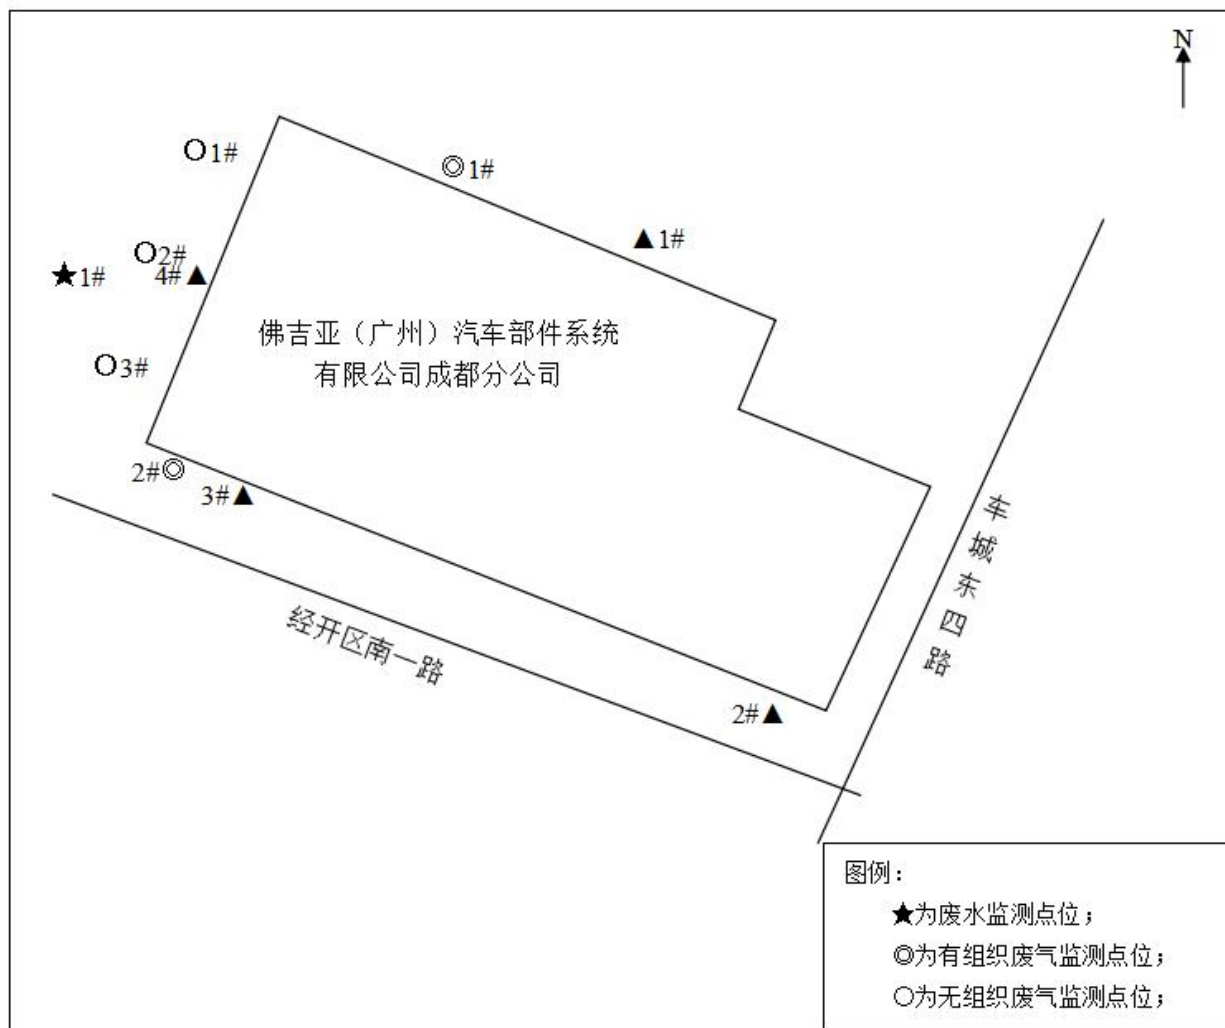 N
○1#
◎1#
▲1#
○2#
4#▲
★1#
佛吉亚（广州）汽车部件系统
有限公司成都分公司
○3#
2#◎
3#▲
车城东四路
经开区南一路
2#▲
图例：
★为废水监测点位；
◎为有组织废气监测点位；
○为无组织废气监测点位；